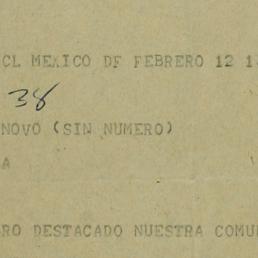 CL MEXICO DF FEBRERO 12 1
38
NOVO (SIN NUMERO)
A
RO DESTACADO NUESTRA COMU